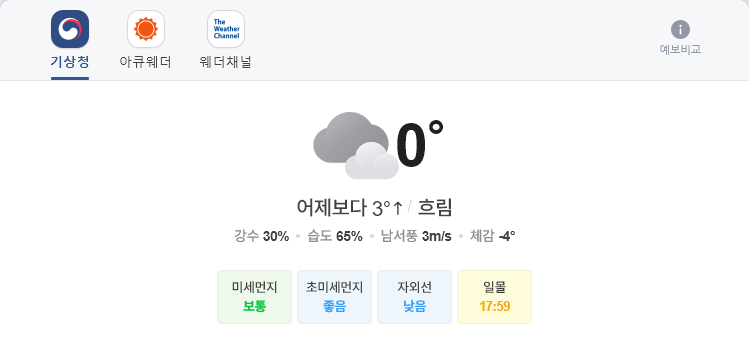 The
Weather
Channel
기상청 아큐웨더 웨더채널
예보비교
0°
어제보다 3°↑ / 흐림
강수 30% • 습도 65% • 남서풍 3m/s • 체감 -4°
미세먼지 초미세먼지 자외선 일몰
보통 좋음 낮음 17:59